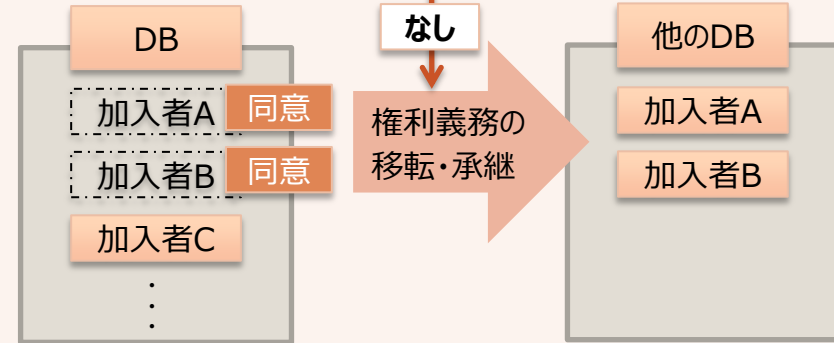 DB
加入者A
同意
加入者B
同意
加入者C
・
・
・
なし
権利義務の
移転・承継
他のDB
加入者A
加入者B